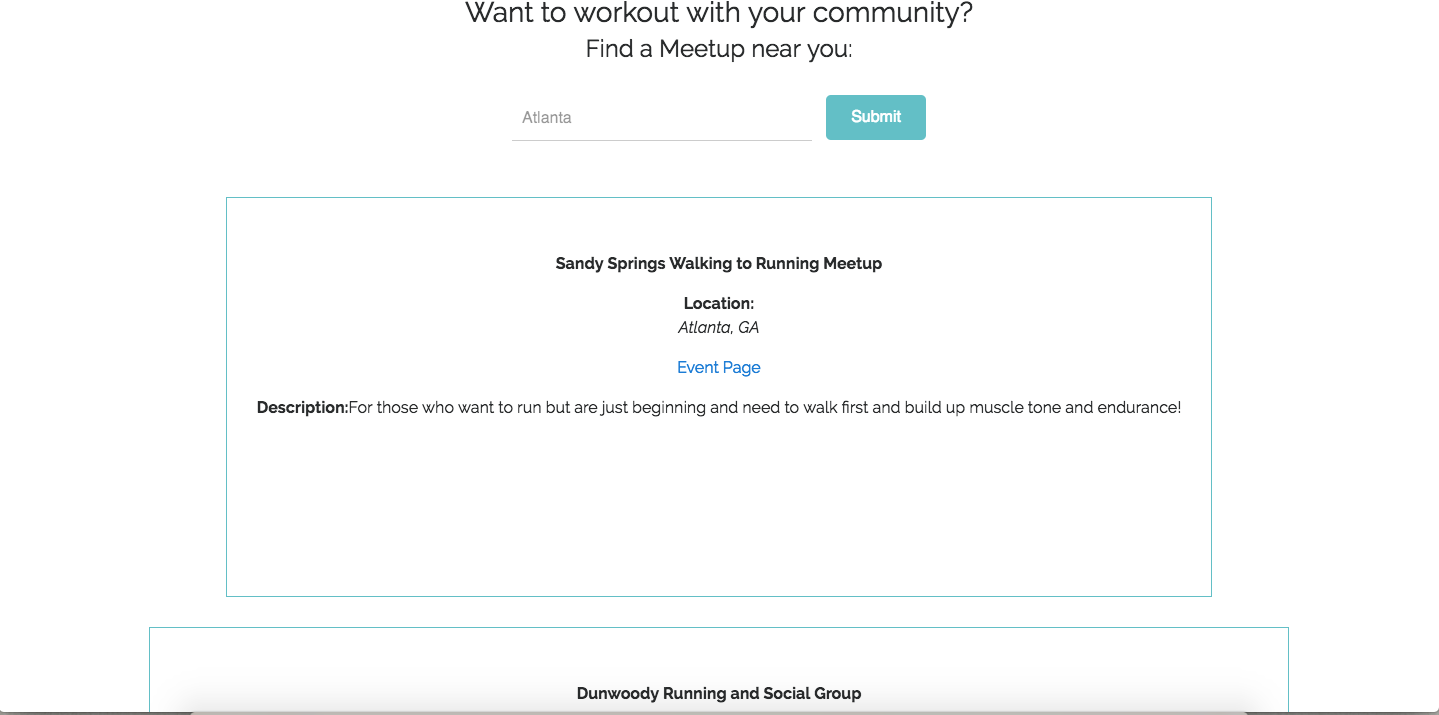 Want to workout with your community?
Find a Meetup near you:
Atlanta
Submit
Sandy Springs Walking to Running Meetup
Location:
Atlanta, GA
Event Page
Description:For those who want to run but are just beginning and need to walk first and build up muscle tone and endurance!
Dunwoody Running and Social Group